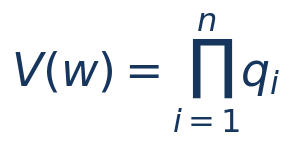 V(w) = ∏_{i=1}^{n} q_i